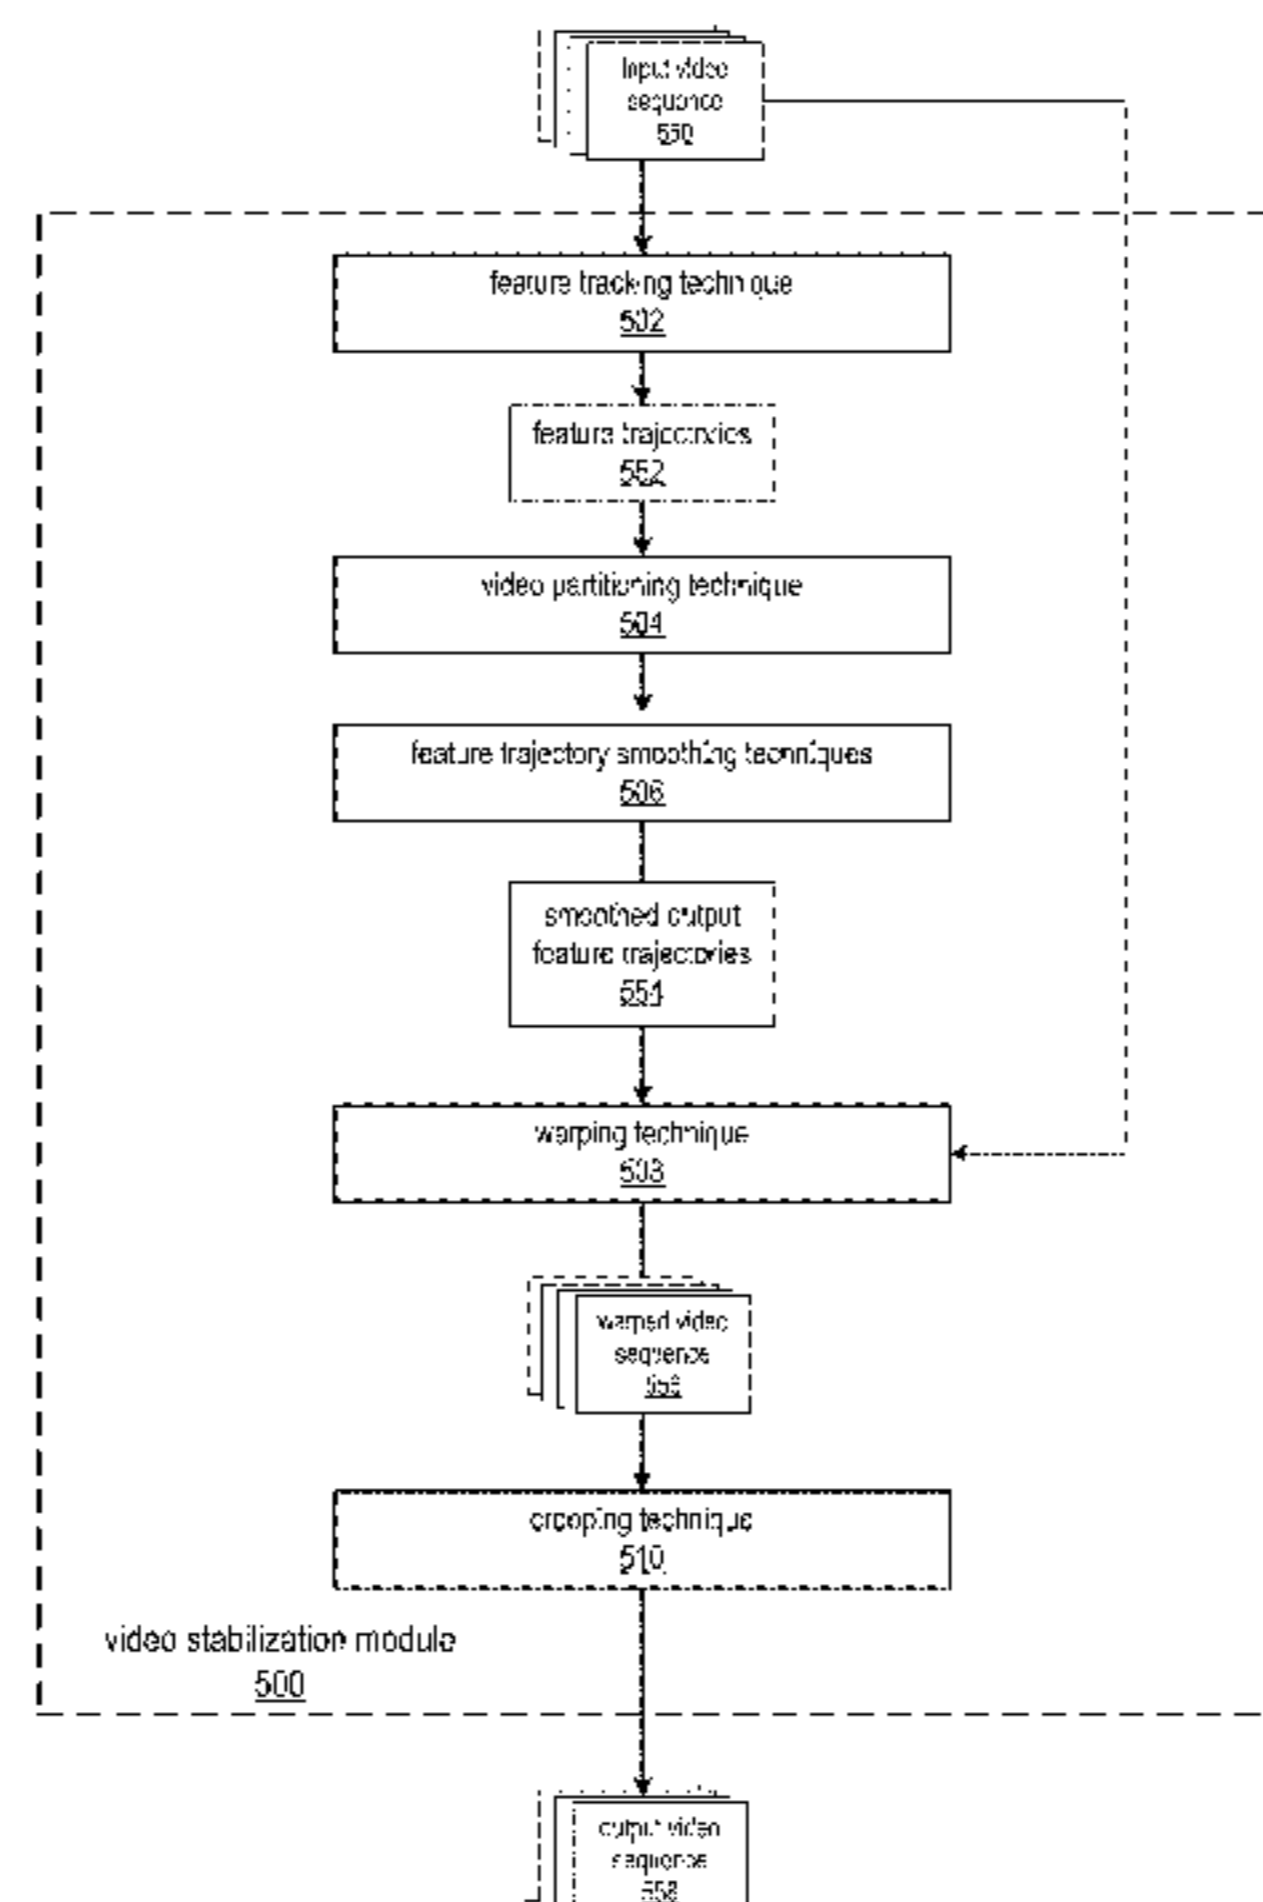 input video
sequence
550
feature tracking technique
502
feature trajectories
552
video partitioning technique
504
feature trajectory smoothing techniques
506
smoothed output
feature trajectories
554
warping technique
508
warped video
sequence
556
cropping technique
510
video stabilization module
500
output video
sequence
558